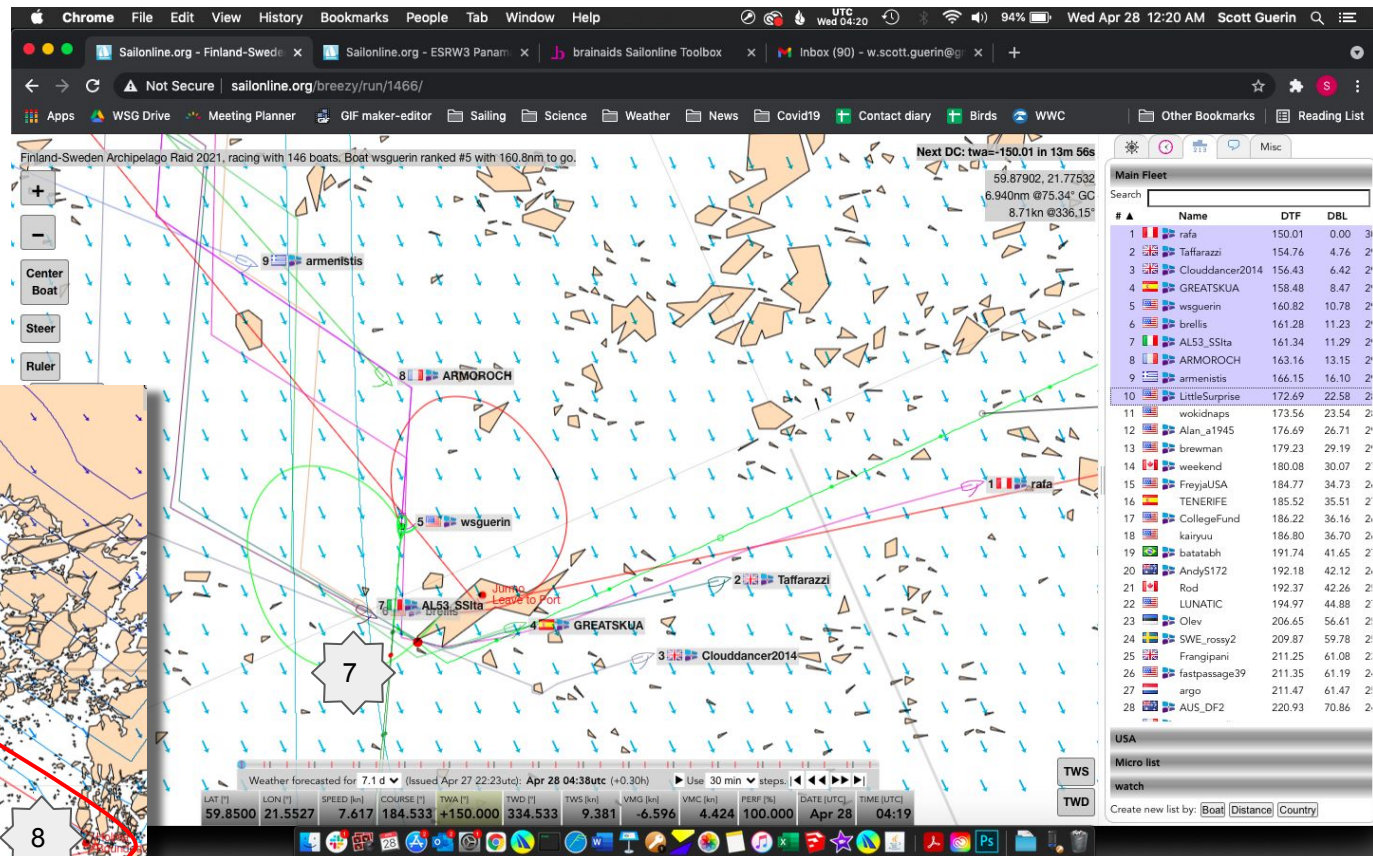 Chrome File Edit View History Bookmarks People Tab Window Help UTC Wed 04:20 94% Wed Apr 28 12:20 AM Scott Guerin
Sailonline.org - Finland-Swede Sailonline.org - ESRW3 Panam brainaids Sailonline Toolbox Inbox (90) - w.scott.guerin@gr
Not Secure sailonline.org/breezy/run/1466/
Apps WSG Drive Meeting Planner GIF maker-editor Sailing Science Weather News Covid19 Contact diary Birds WWC Other Bookmarks Reading List
Finland-Sweden Archipelago Raid 2021, racing with 146 boats. Boat wsguerin ranked #5 with 160.8nm to go.
Next DC: twa=-150.01 in 13m 56s
59.87902, 21.77532
6.940nm @75.34° GC
8.71kn @336.15°
+
–
Center Boat
Steer
Ruler
9 armenistis
8 ARMOROCH
1 rafa
5 wsguerin
2 Taffarazzi
Jurmo
Leave to Port
7 AL53_SSIta
6 brellis
4 GREATSKUA
3 Clouddancer2014
7
8
Misc
Main Fleet
Search
# ▲ Name DTF DBL
1 rafa 150.01 0.00
2 Taffarazzi 154.76 4.76
3 Clouddancer2014 156.43 6.42
4 GREATSKUA 158.48 8.47
5 wsguerin 160.82 10.78
6 brellis 161.28 11.23
7 AL53_SSIta 161.34 11.29
8 ARMOROCH 163.16 13.15
9 armenistis 166.15 16.10
10 LittleSurprise 172.69 22.58
11 wokidnaps 173.56 23.54
12 Alan_a1945 176.69 26.71
13 brewman 179.23 29.19
14 weekend 180.08 30.07
15 FreyjaUSA 184.77 34.73
16 TENERIFE 185.52 35.51
17 CollegeFund 186.22 36.16
18 kairyuu 186.80 36.70
19 batatabh 191.74 41.65
20 AndyS172 192.18 42.12
21 Rod 192.37 42.26
22 LUNATIC 194.97 44.88
23 Olev 206.65 56.61
24 SWE_rossy2 209.87 59.78
25 Frangipani 211.25 61.08
26 fastpassage39 211.35 61.19
27 argo 211.47 61.47
28 AUS_DF2 220.93 70.86
USA
Micro list
watch
Create new list by: Boat Distance Country
TWS
TWD
Weather forecasted for 7.1 d (Issued Apr 27 22:23utc): Apr 28 04:38utc (+0.30h) Use 30 min steps.
LAT [°] LON [°] SPEED [kn] COURSE [°] TWA [°] TWD [°] TWS [kn] VMG [kn] VMC [kn] PERF [%] DATE [UTC] TIME [UTC]
59.8500 21.5527 7.617 184.533 +150.000 334.533 9.381 -6.596 4.424 100.000 Apr 28 04:19